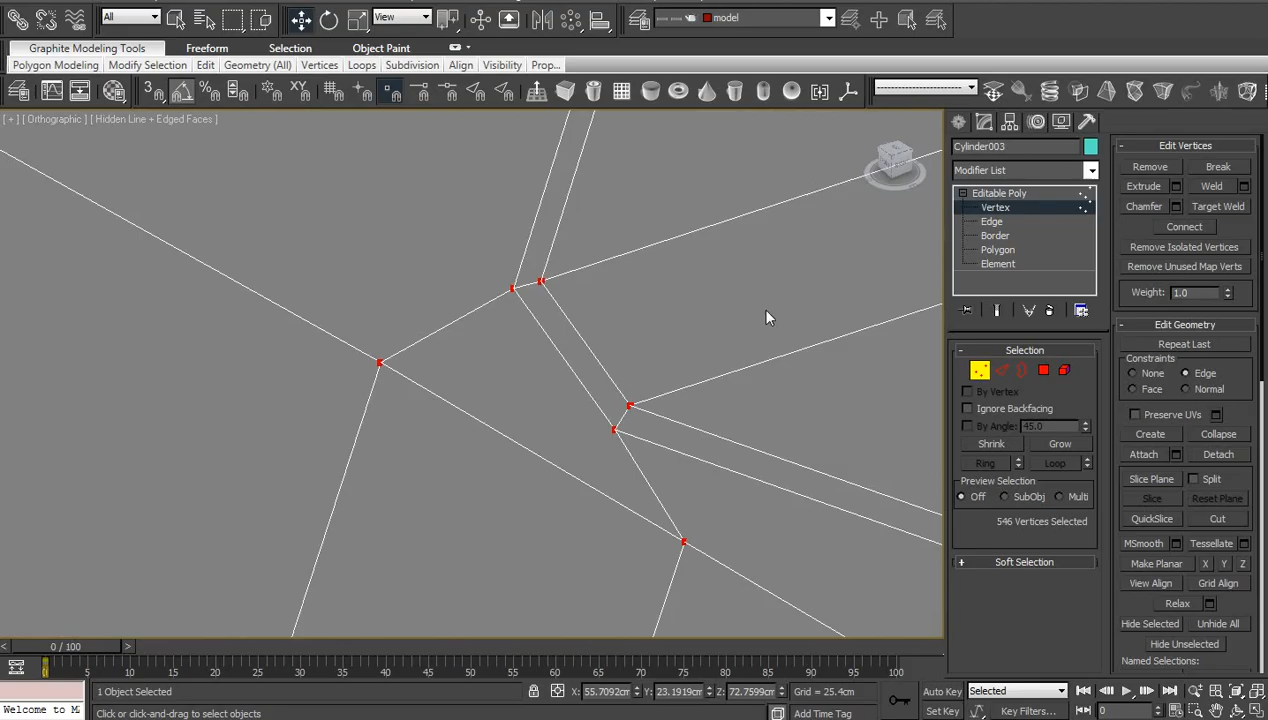 All
View
model
Graphite Modeling Tools Freeform Selection Object Paint
Polygon Modeling Modify Selection Edit Geometry (All) Vertices Loops Subdivision Align Visibility Prop...
3 % XY
[ + ] [ Orthographic ] [ Hidden Line + Edged Faces ]
Cylinder003
Modifier List
Editable Poly
Vertex
Edge
Border
Polygon
Element
Selection
By Vertex
Ignore Backfacing
By Angle: 45.0
Shrink Grow
Ring Loop
Preview Selection
Off SubObj Multi
546 Vertices Selected
+ Soft Selection
- Edit Vertices
Remove Break
Extrude Weld
Chamfer Target Weld
Connect
Remove Isolated Vertices
Remove Unused Map Verts
Weight: 1.0
- Edit Geometry
Repeat Last
Constraints
None Edge
Face Normal
Preserve UVs
Create Collapse
Attach Detach
Slice Plane Split
Slice Reset Plane
QuickSlice Cut
MSmooth Tessellate
Make Planar X Y Z
View Align Grid Align
Relax
Hide Selected Unhide All
Hide Unselected
Named Selections:
< 0 / 100 >
5 10 15 20 25 30 35 40 45 50 55 60 65 70 75 80 85 90 95 100
1 Object Selected X: 55.7092cm Y: 23.1919cm Z: 72.7599cm Grid = 25.4cm Auto Key Selected
Welcome to M Click or click-and-drag to select objects Add Time Tag Set Key Key Filters... 0